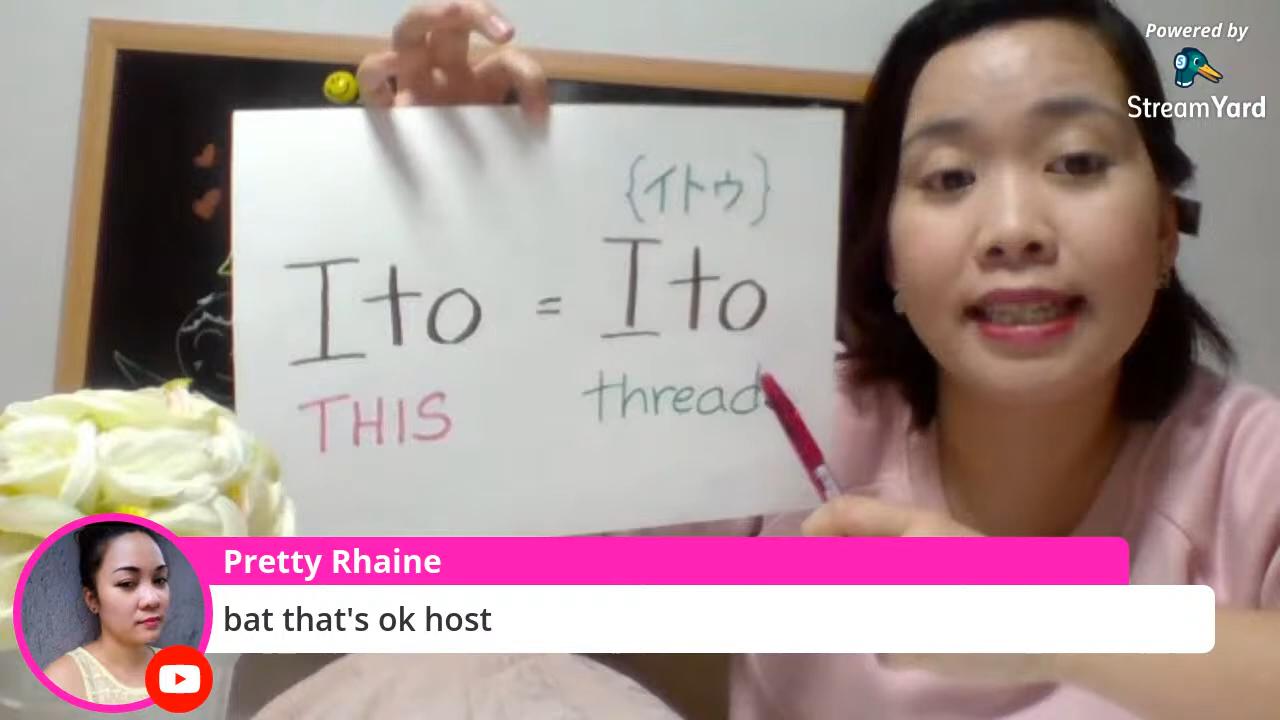 Powered by
StreamYard
{イトウ}
Ito = Ito
THIS thread
Pretty Rhaine
bat that's ok host